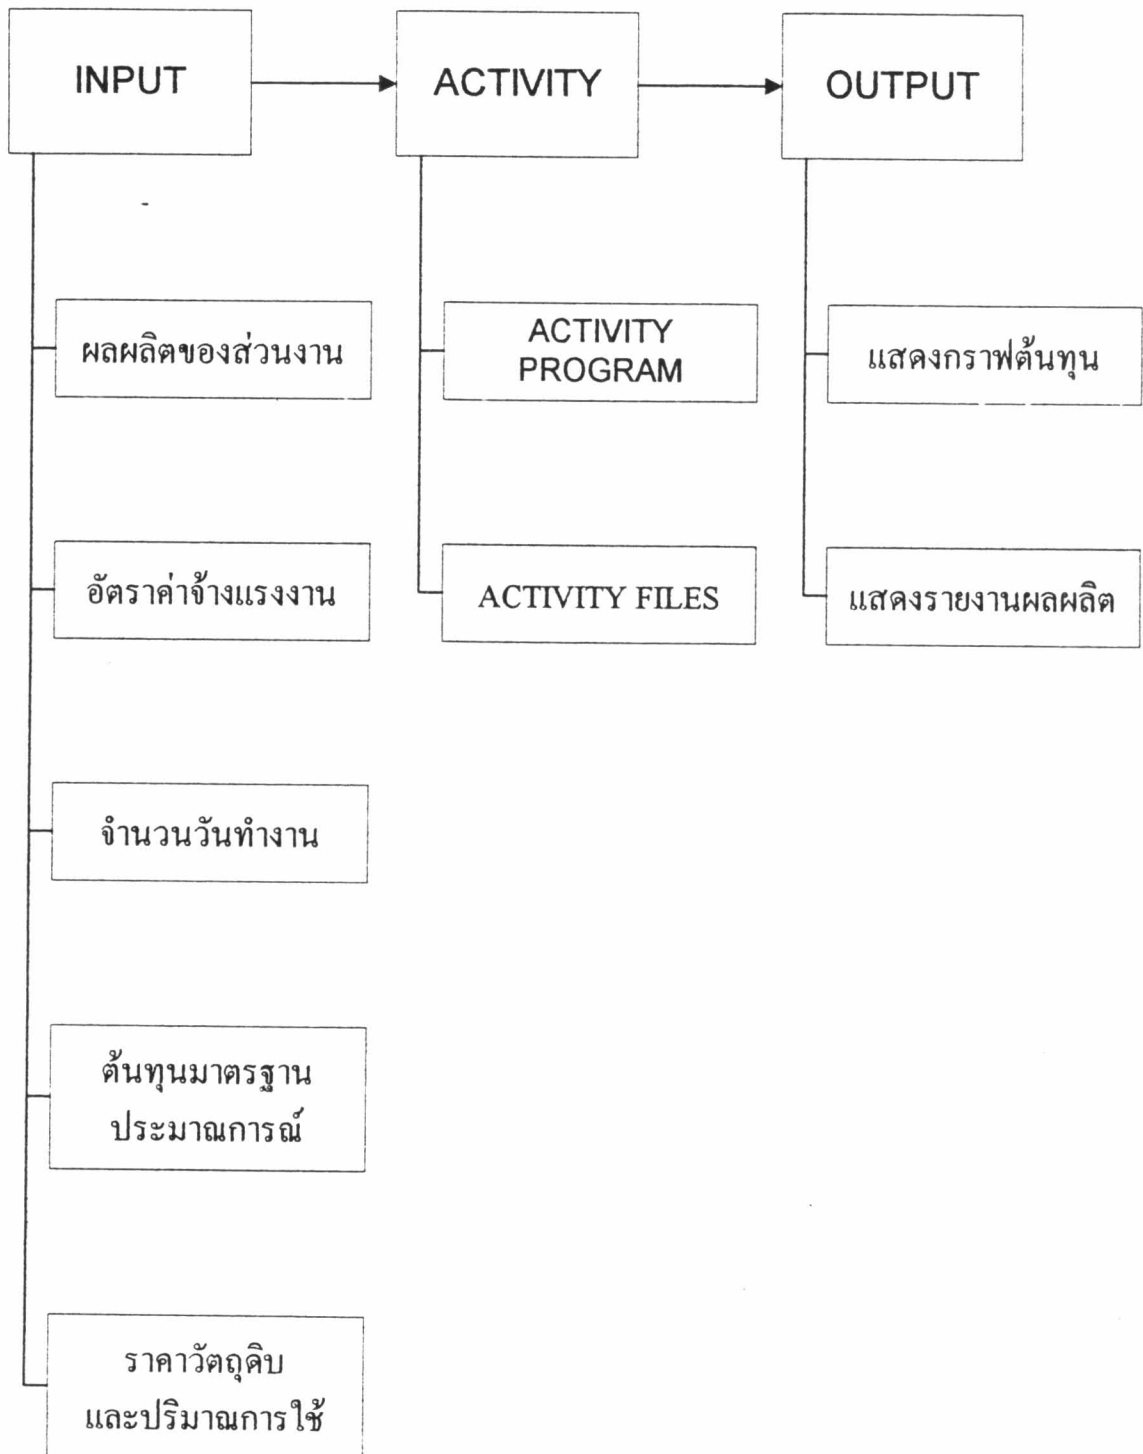 INPUT
ACTIVITY
OUTPUT
ผลผลิตของส่วนงาน
อัตราค่าจ้างแรงงาน
จำนวนวันทำงาน
ต้นทุนมาตรฐาน
ประมาณการณ์
ราคาวัตถุดิบ
และปริมาณการใช้
ACTIVITY
PROGRAM
ACTIVITY FILES
แสดงกราฟต้นทุน
แสดงรายงานผลผลิต